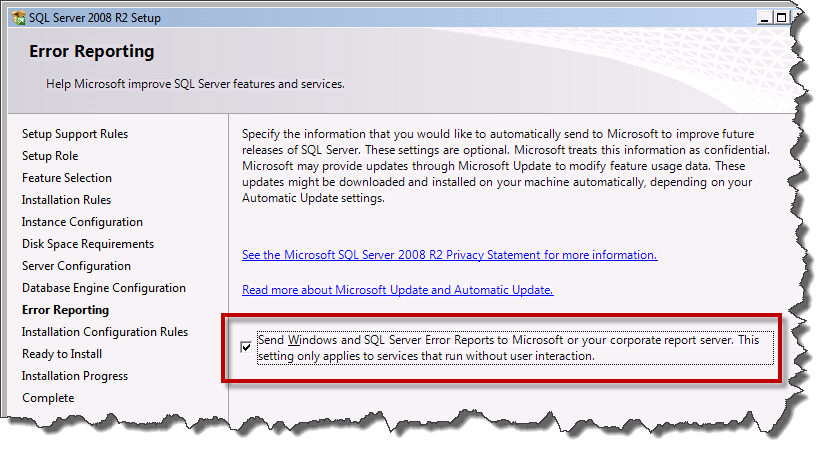 SQL Server 2008 R2 Setup
Error Reporting
Help Microsoft improve SQL Server features and services.
Setup Support Rules
Setup Role
Feature Selection
Installation Rules
Instance Configuration
Disk Space Requirements
Server Configuration
Database Engine Configuration
Error Reporting
Installation Configuration Rules
Ready to Install
Installation Progress
Complete
Specify the information that you would like to automatically send to Microsoft to improve future
releases of SQL Server. These settings are optional. Microsoft treats this information as confidential.
Microsoft may provide updates through Microsoft Update to modify feature usage data. These
updates might be downloaded and installed on your machine automatically, depending on your
Automatic Update settings.
See the Microsoft SQL Server 2008 R2 Privacy Statement for more information.
Read more about Microsoft Update and Automatic Update.
Send Windows and SQL Server Error Reports to Microsoft or your corporate report server. This
setting only applies to services that run without user interaction.